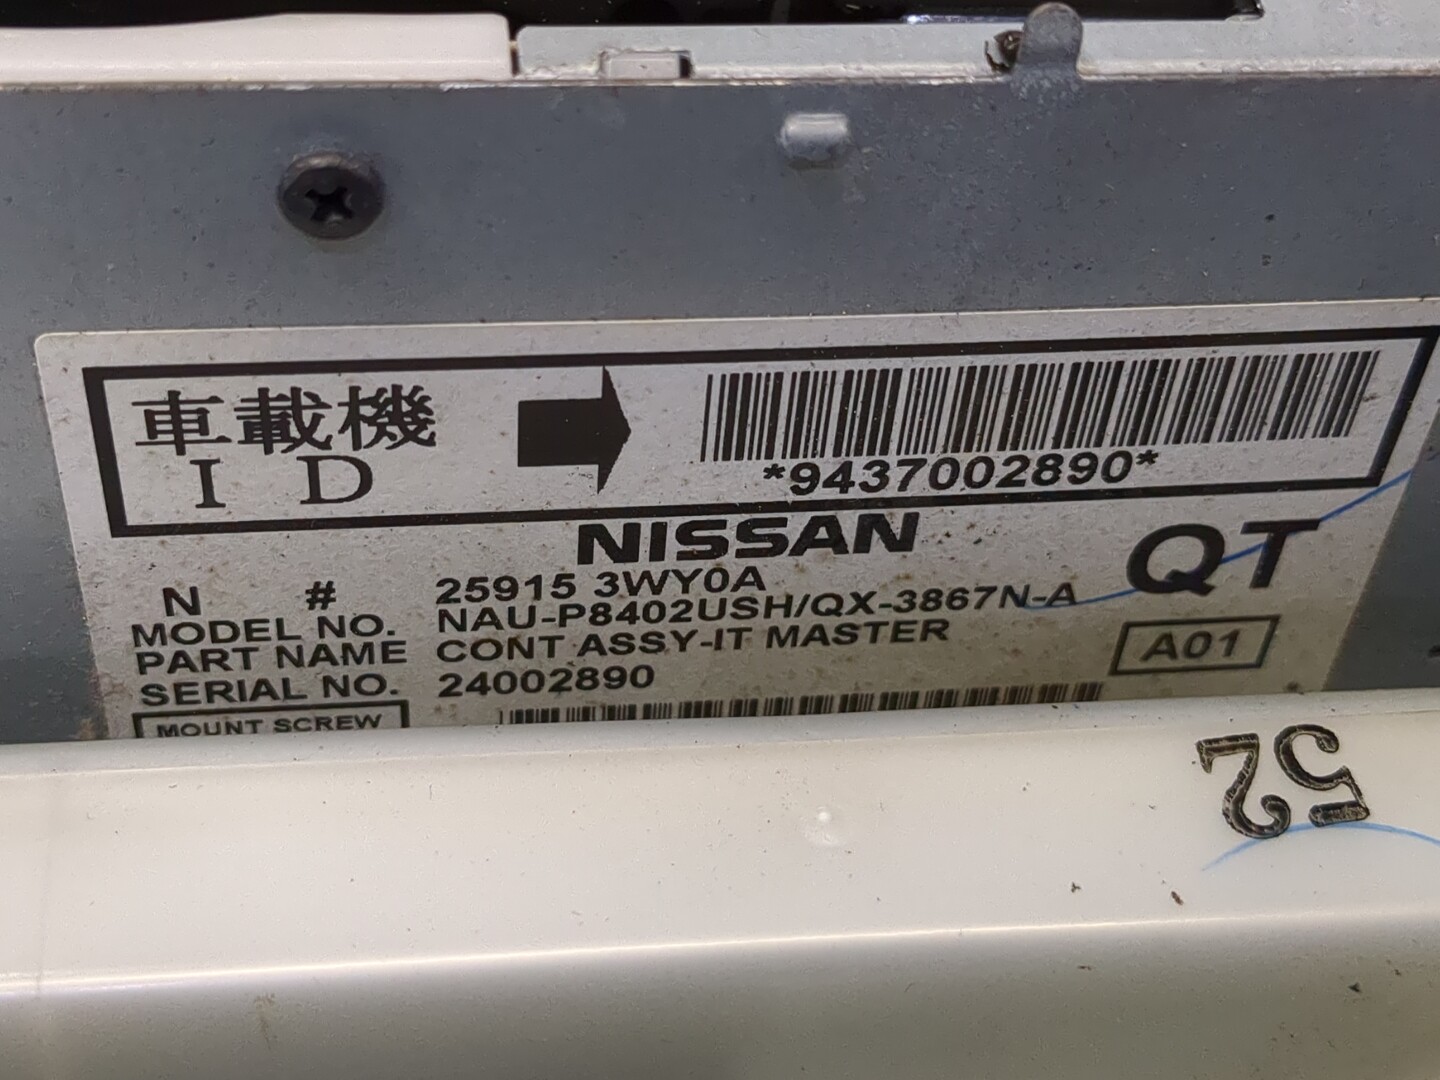 車載機
I D
*9437002890*
NISSAN
QT
N # 25915 3WY0A
MODEL NO. NAU-P8402USH/QX-3867N-A
PART NAME CONT ASSY-IT MASTER
A01
SERIAL NO. 24002890
MOUNT SCREW
52